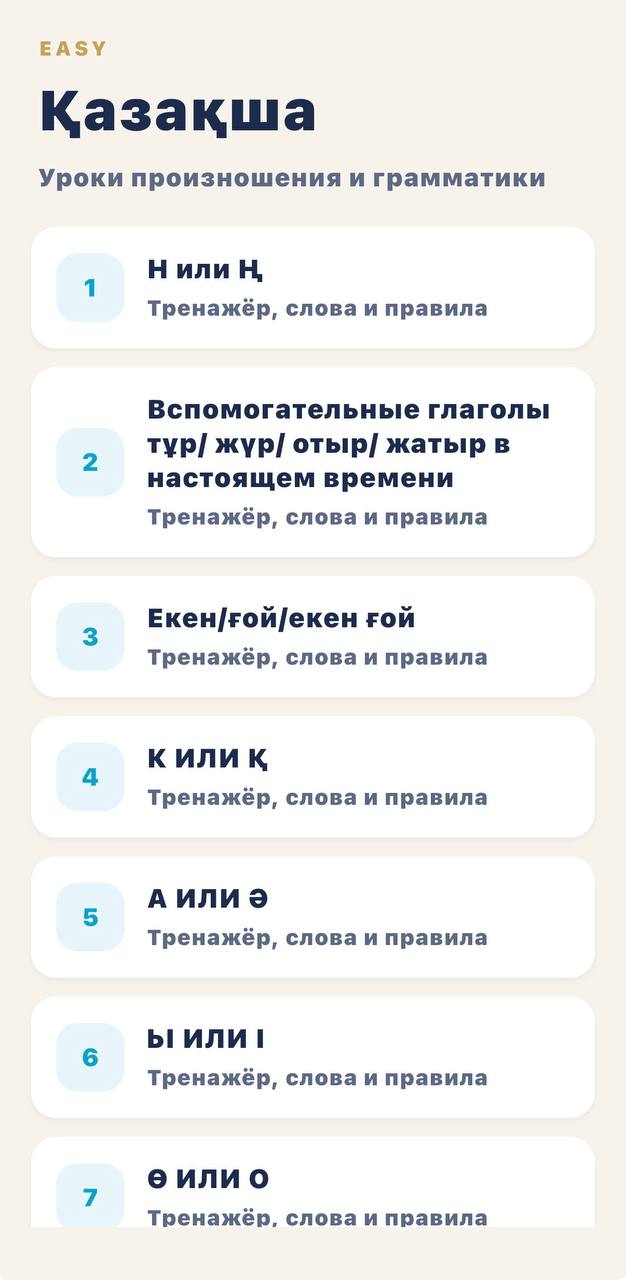 EASY
Қазақша
Уроки произношения и грамматики
1
Н или Ң
Тренажёр, слова и правила
2
Вспомогательные глаголы
тұр/ жүр/ отыр/ жатыр в
настоящем времени
Тренажёр, слова и правила
3
Екен/ғой/екен ғой
Тренажёр, слова и правила
4
К ИЛИ Қ
Тренажёр, слова и правила
5
А ИЛИ Ә
Тренажёр, слова и правила
6
Ы ИЛИ І
Тренажёр, слова и правила
7
Ө ИЛИ О
Тренажёр, слова и правила